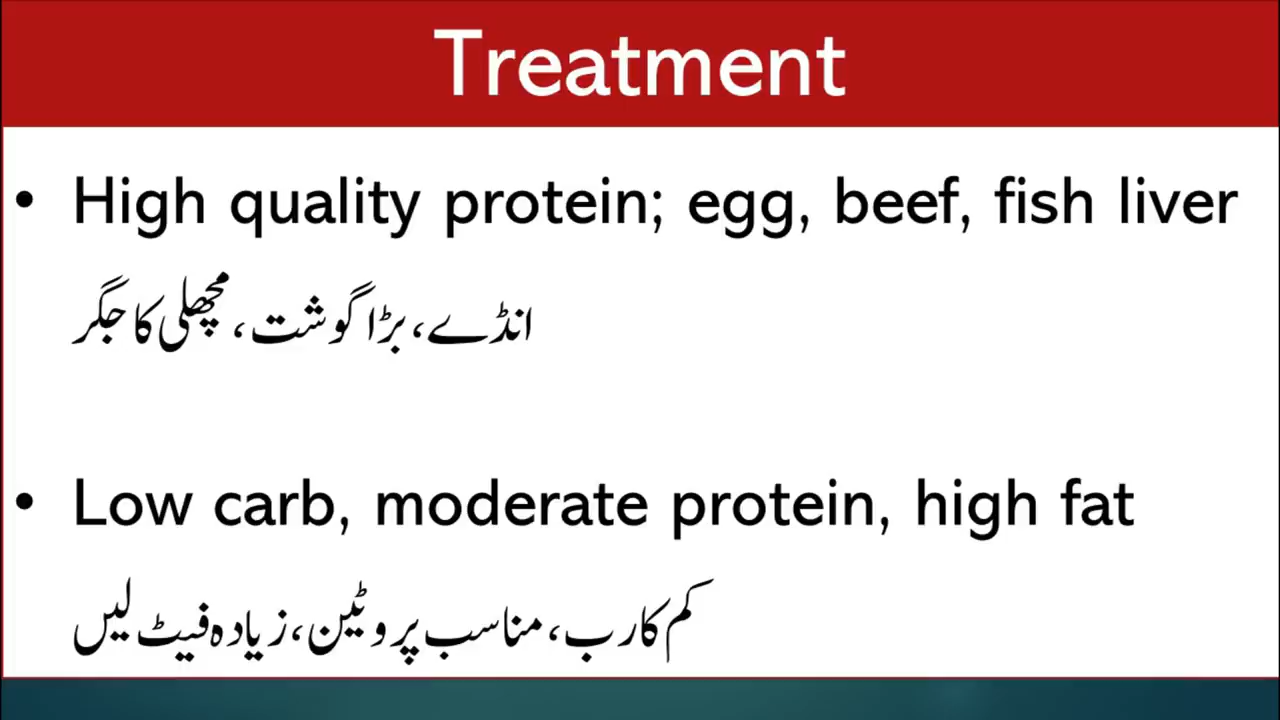 Treatment
• High quality protein; egg, beef, fish liver
انڈے، بڑا گوشت، مچھلی کا جگر
• Low carb, moderate protein, high fat
کم کارب، مناسب پروٹین، زیادہ فیٹ لیں